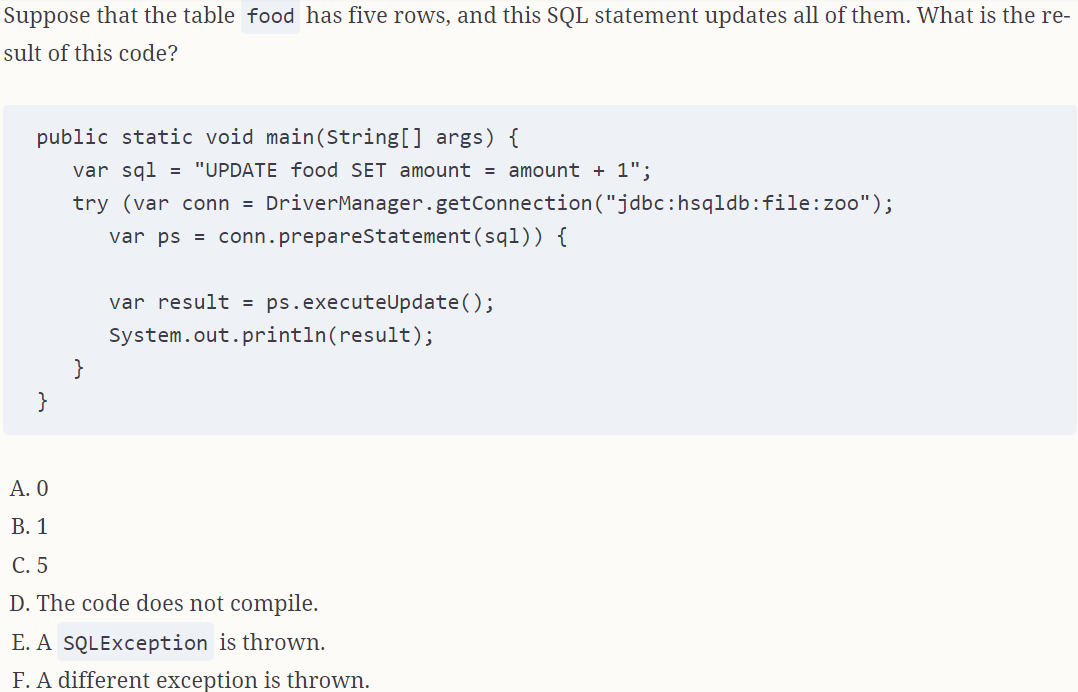 Suppose that the table food has five rows, and this SQL statement updates all of them. What is the re-
sult of this code?
public static void main(String[] args) {
var sql = "UPDATE food SET amount = amount + 1";
try (var conn = DriverManager.getConnection("jdbc:hsqldb:file:zoo");
var ps = conn.prepareStatement(sql)) {
var result = ps.executeUpdate();
System.out.println(result);
}
}
A. 0
B. 1
C. 5
D. The code does not compile.
E. A SQLException is thrown.
F. A different exception is thrown.